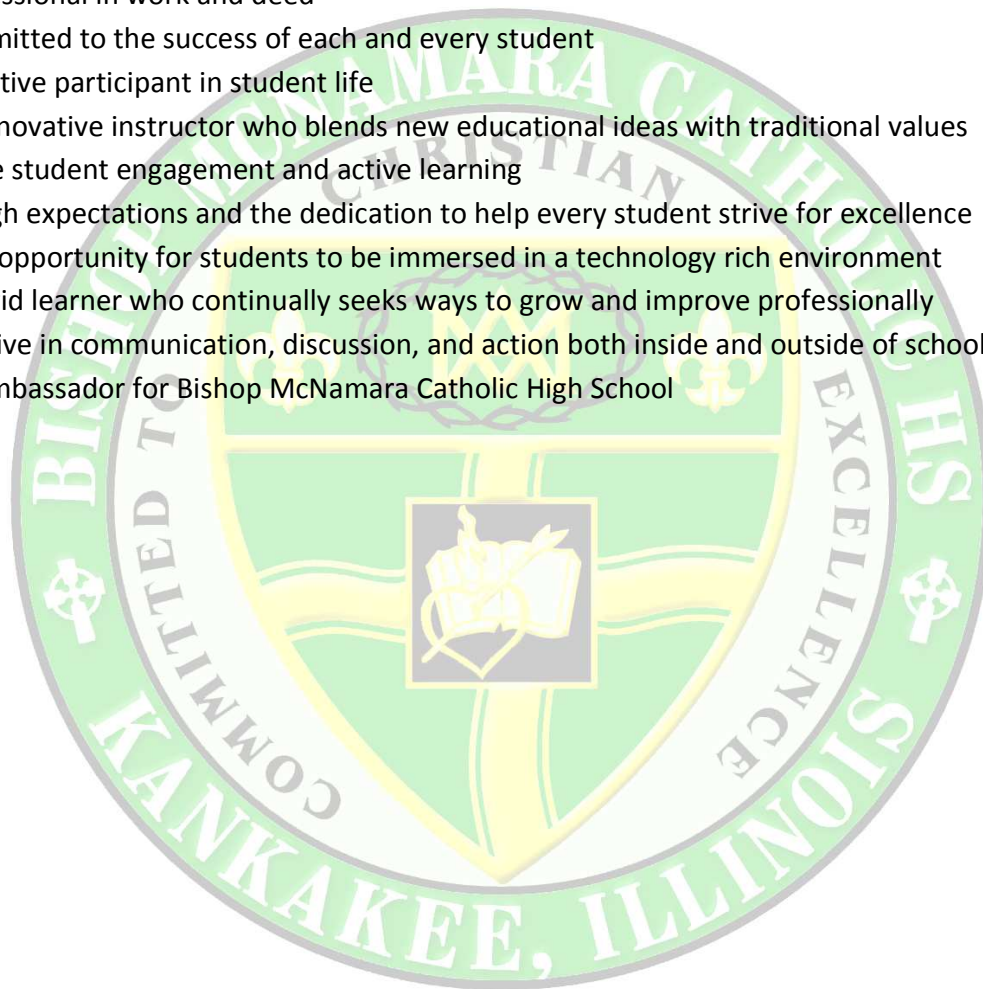 ssional in work and deed
mitted to the success of each and every student
tive participant in student life
novative instructor who blends new educational ideas with traditional values
e student engagement and active learning
gh expectations and the dedication to help every student strive for excellence
opportunity for students to be immersed in a technology rich environment
id learner who continually seeks ways to grow and improve professionally
ive in communication, discussion, and action both inside and outside of school
mbassador for Bishop McNamara Catholic High School
BISHOP MCNAMARA CATHOLIC HS
COMMITTED TO CHRISTIAN EXCELLENCE
KANKAKEE, ILLINOIS